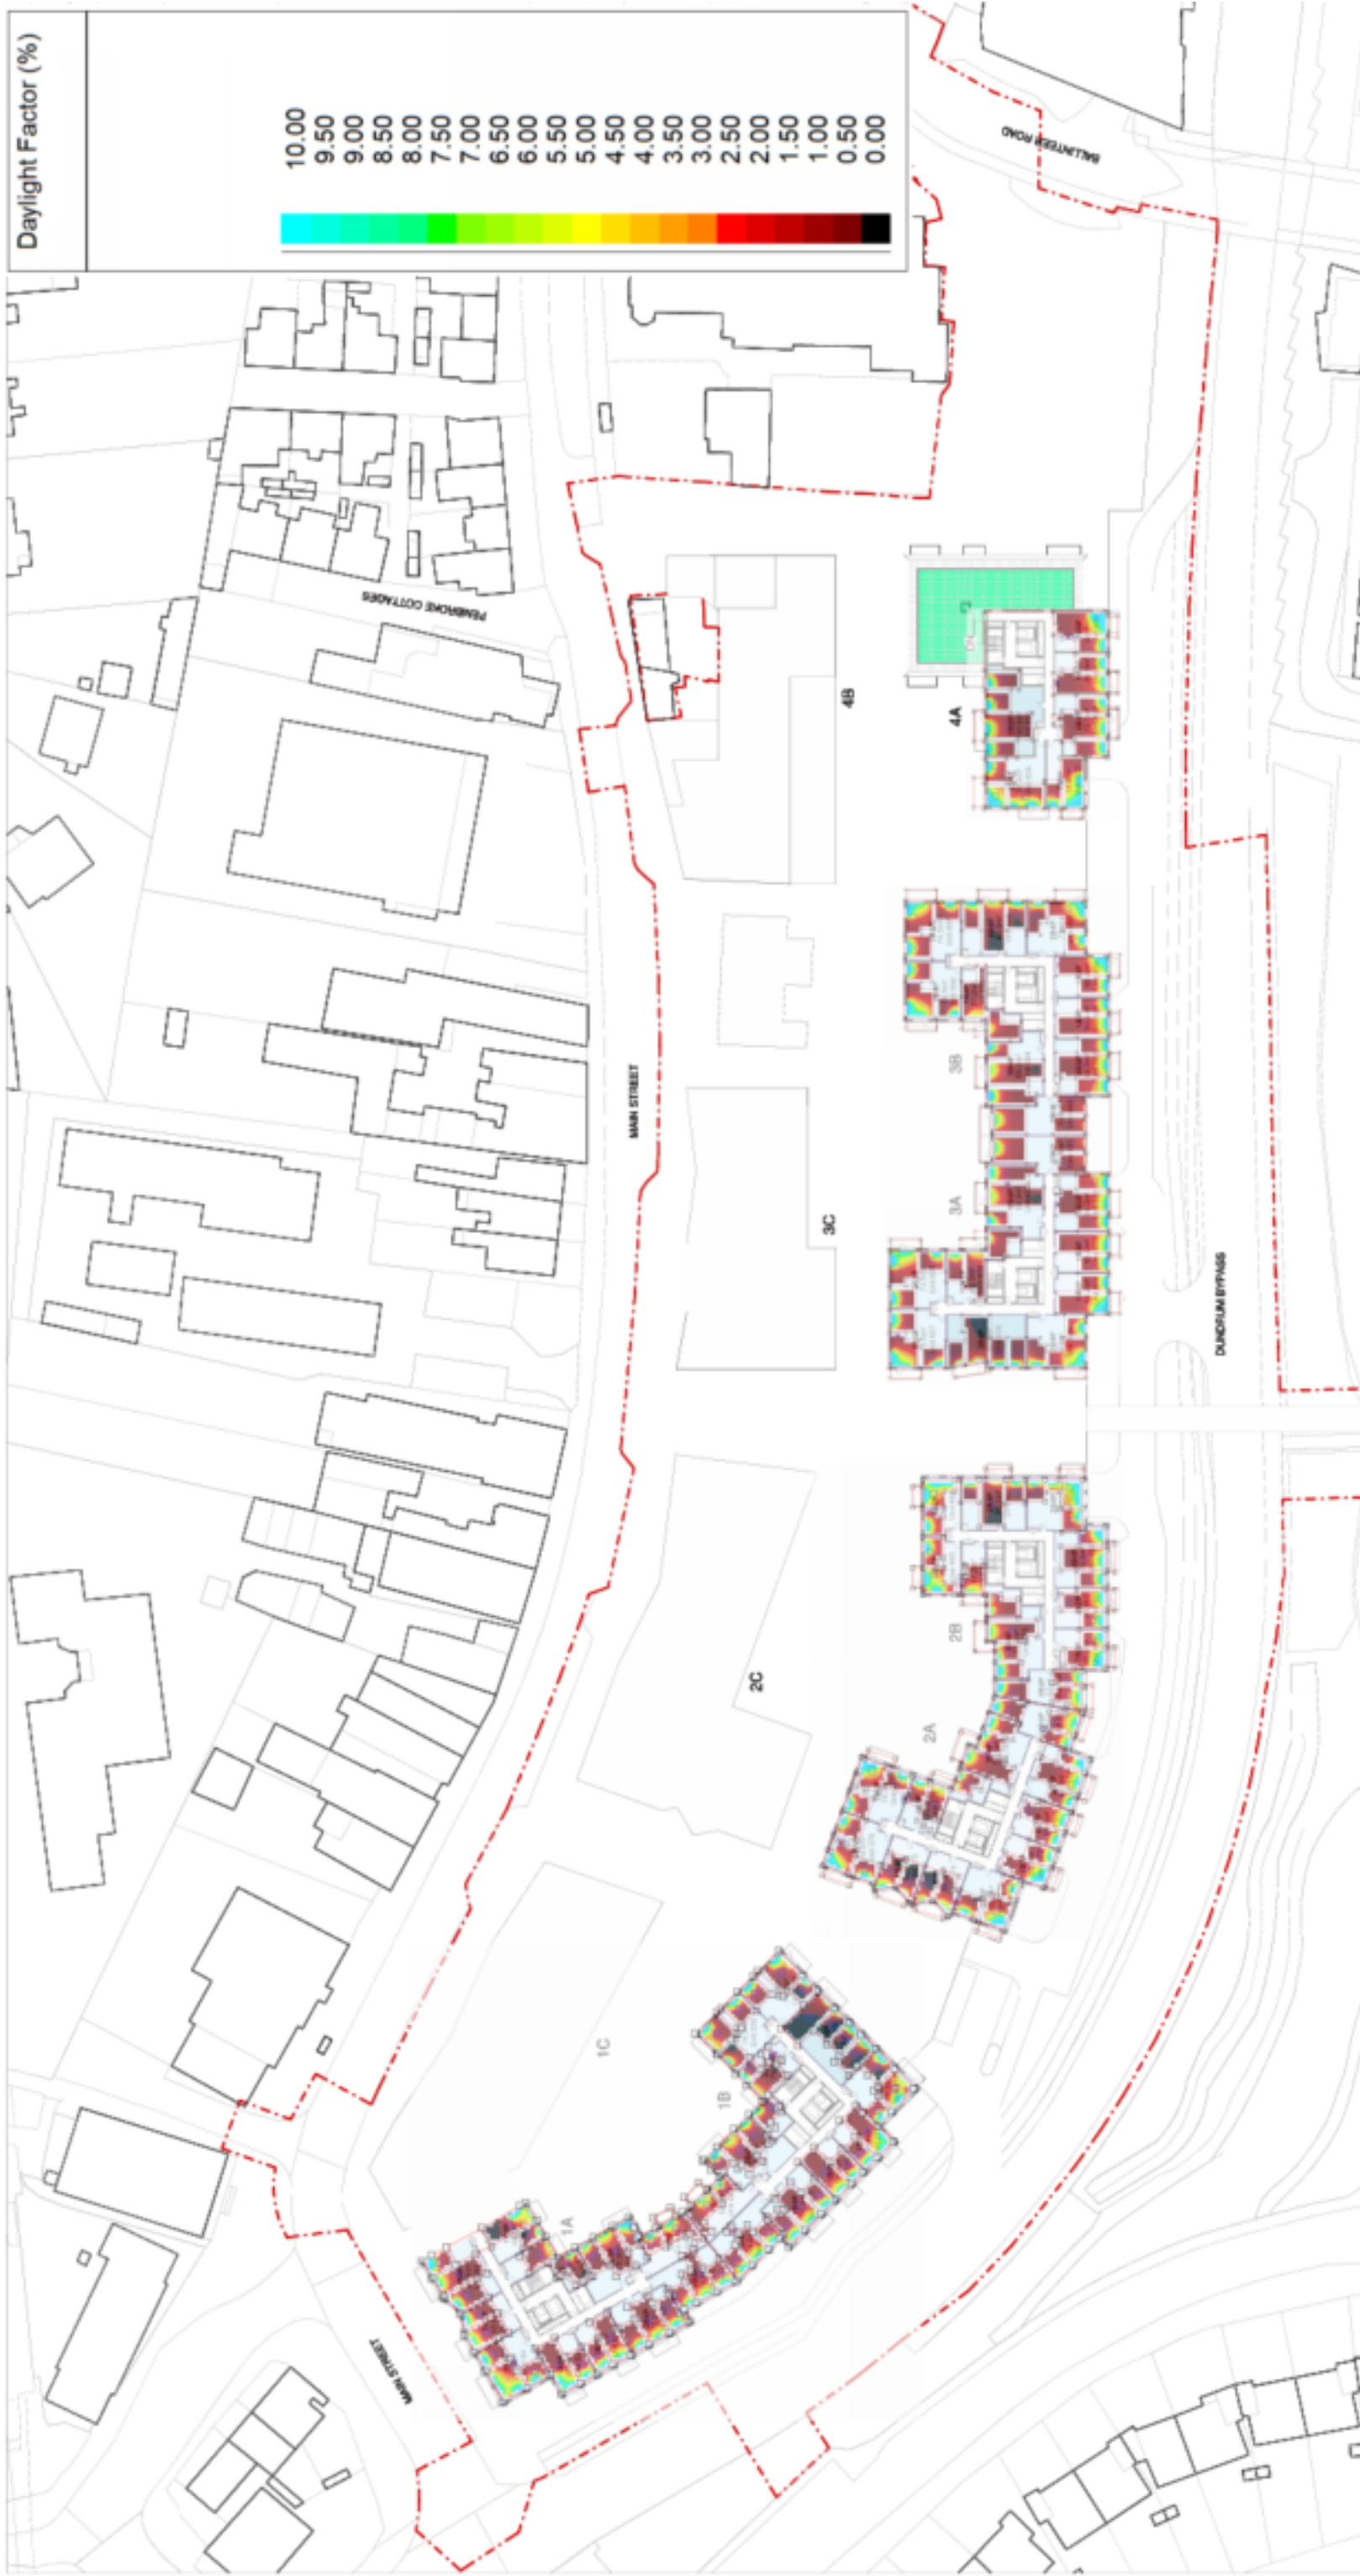 Daylight Factor (%)
10.00
9.50
9.00
8.50
8.00
7.50
7.00
6.50
6.00
5.50
5.00
4.50
4.00
3.50
3.00
2.50
2.00
1.50
1.00
0.50
0.00
BALLINTEER ROAD
PEMBROKE COTTAGES
4B
4A
MAIN STREET
3B
3C
3A
DUNDRUM BYPASS
2C
2B
2A
1C
1B
1A
MAIN STREET